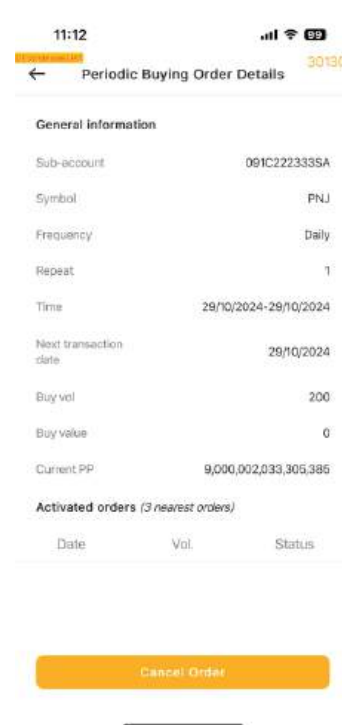 11:12
99
Periodic Buying Order Details
3013
General information
Sub-account
091C222333SA
Symbol
PNJ
Frequency
Daily
Repeat
1
Time
29/10/2024-29/10/2024
Next transaction
date
29/10/2024
Buy vol
200
Buy value
0
Current PP
9,000,002,033,305,385
Activated orders (3 nearest orders)
Date Vol. Status
Cancel Order